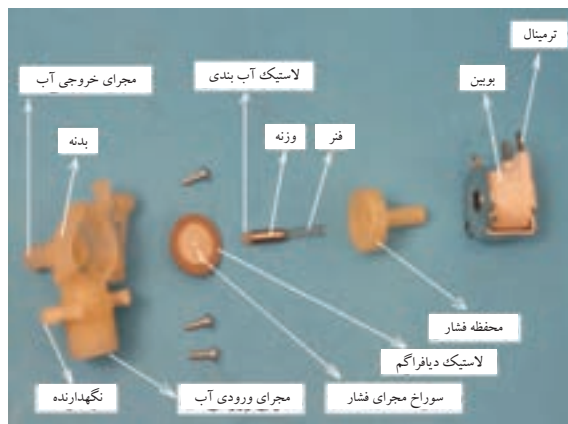 ترمینال
مجرای خروجی آب
لاستیک آب بندی
بوبین
بدنه
وزنه
فنر
محفظه فشار
لاستیک دیافراگم
نگهدارنده
مجرای ورودی آب
سوراخ مجرای فشار